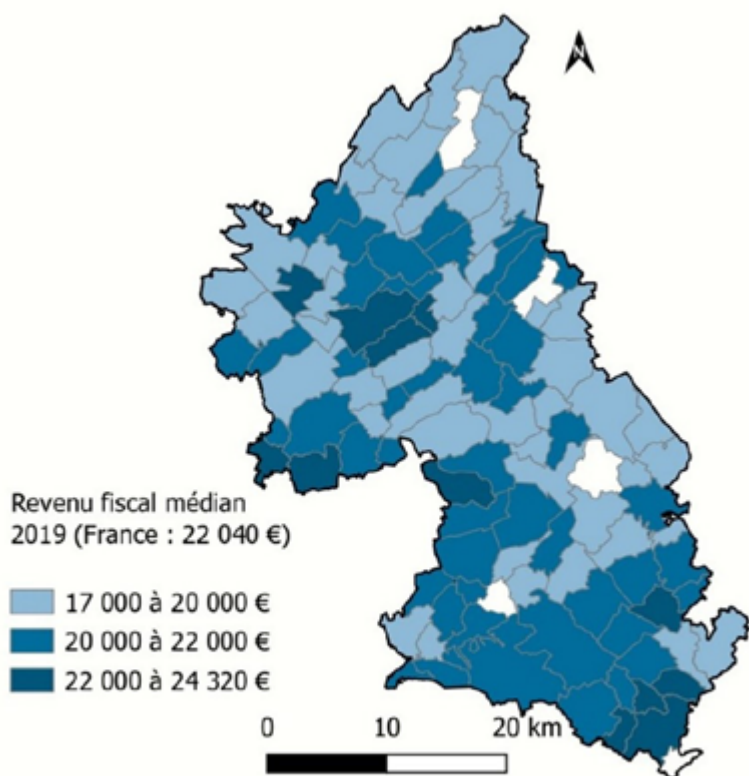 N
Revenu fiscal médian
2019 (France : 22 040 €)
17 000 à 20 000 €
20 000 à 22 000 €
22 000 à 24 320 €
0 10 20 km